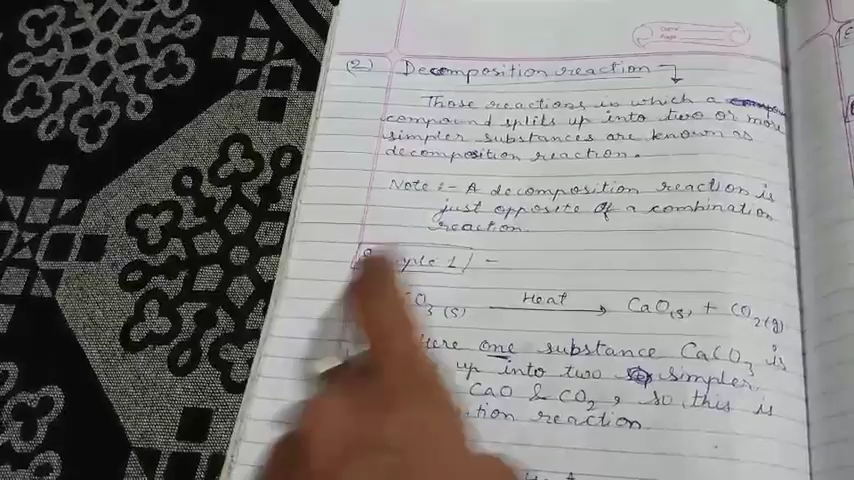 (2) Decomposition reaction
Those reactions in which a
compound splits up into two or more
simpler substances are known as
decomposition reaction.
Note :- A decomposition reaction is
just opposite of a combination
reaction.
O3(s) Heat → CaO(s) + CO2(g)
Here one substance CaCO3 is
up into two simpler
CaO & CO2, so this is
tion reaction.